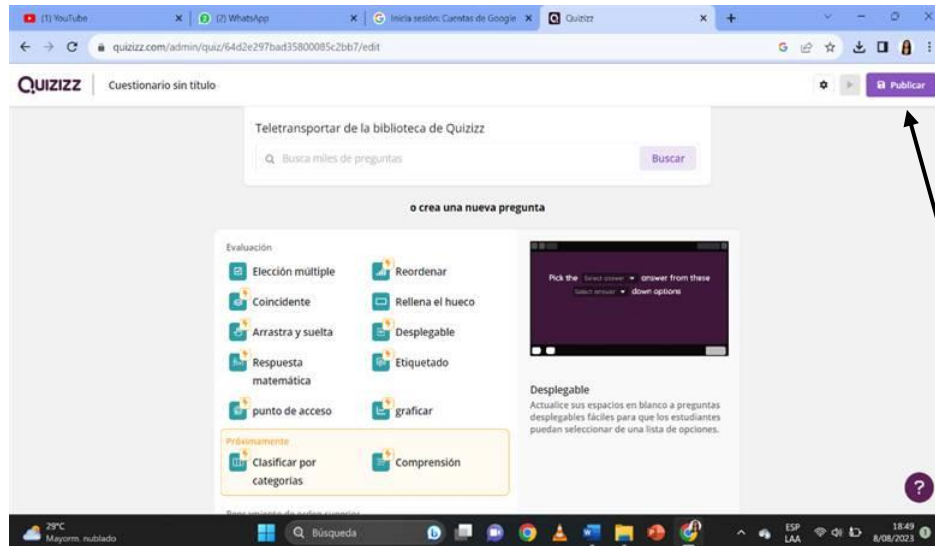 (1) YouTube
(2) WhatsApp
Inicia sesión: Cuentas de Google
Quizizz
quizizz.com/admin/quiz/64d2e297bad35800085c2bb7/edit
QUIZIZZ
Cuestionario sin título
Publicar
Teletransportar de la biblioteca de Quizizz
Busca miles de preguntas
Buscar
o crea una nueva pregunta
Evaluación
Elección múltiple
Reordenar
Coincidente
Rellena el hueco
Arrastra y suelta
Desplegable
Respuesta
matemática
Etiquetado
punto de acceso
graficar
Próximamente
Clasificar por
categorías
Comprensión
Pick the Select answer answer from these
Select answer down options
Desplegable
Actualice sus espacios en blanco a preguntas
desplegables fáciles para que los estudiantes
puedan seleccionar de una lista de opciones.
?
29°C
Mayorm. nublado
Búsqueda
ESP
LAA
18:49
8/08/2023